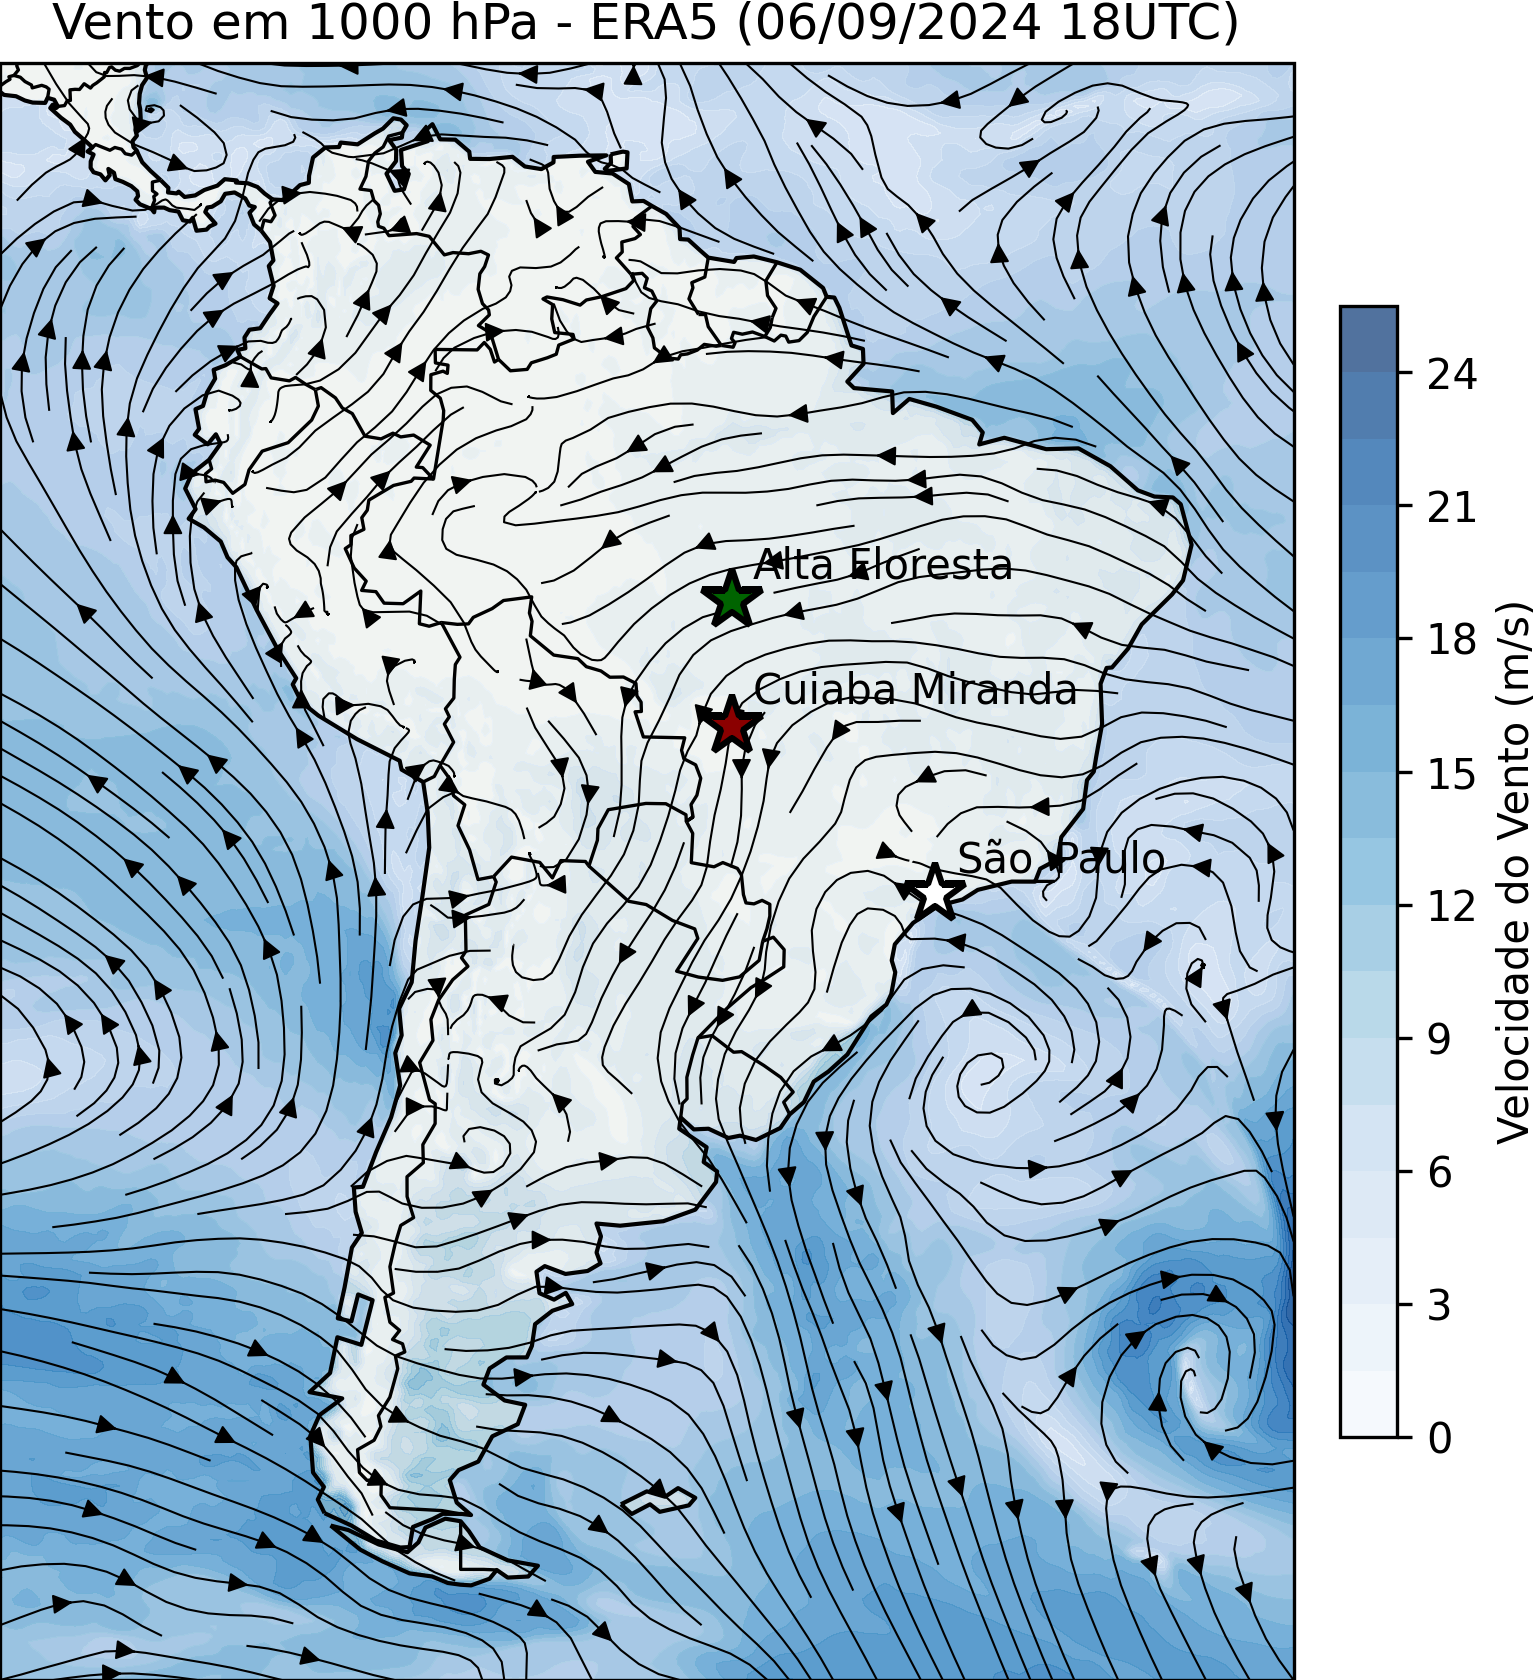 Vento em 1000 hPa - ERA5 (06/09/2024 18UTC)
Alta Floresta
Cuiaba Miranda
São Paulo
24
21
18
15
12
9
6
3
0
Velocidade do Vento (m/s)